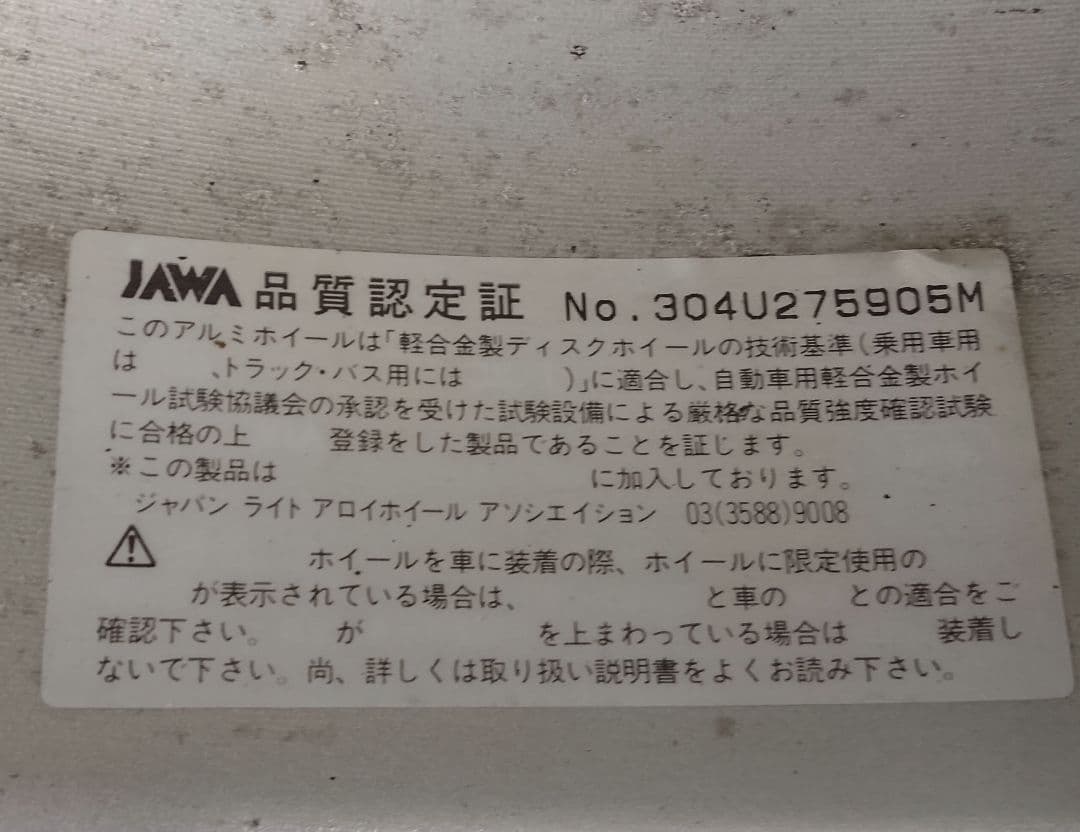 JAWA 品質認定証 No.304U275905M
このアルミホイールは「軽合金製ディスクホイールの技術基準(乗用車用
は 、トラック・バス用には )」に適合し、自動車用軽合金製ホイ
ール試験協議会の承認を受けた試験設備による厳格な品質強度確認試験
に合格の上 登録をした製品であることを証じます。
※この製品は に加入しております。
ジャパン ライト アロイホイール アソシエイション 03(3588)9008
ホイールを車に装着の際、ホイールに限定使用の
が表示されている場合は、 と車の との適合をご
確認下さい。 が を上まわっている場合は 装着し
ないで下さい。尚、詳しくは取り扱い説明書をよくお読み下さい。